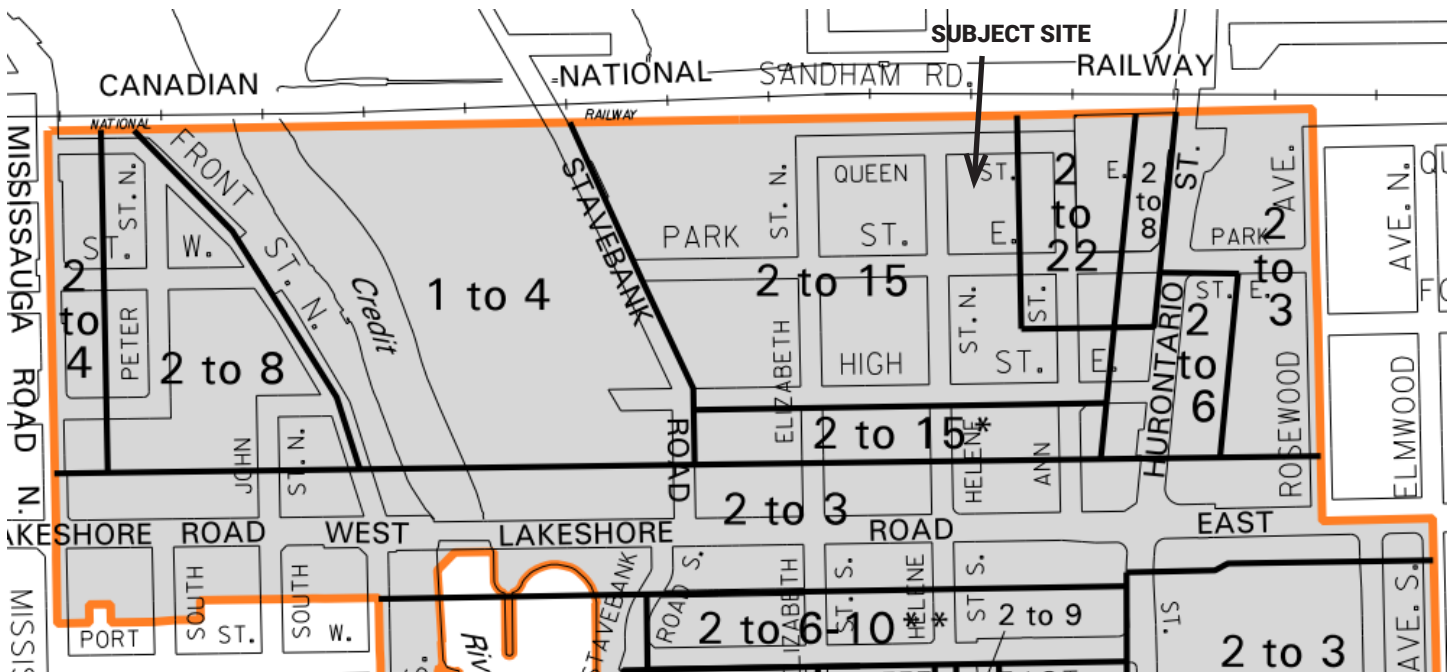 SUBJECT SITE
CANADIAN
NATIONAL
SANDHAM RD.
RAILWAY
NATIONAL
RAILWAY
MISSISSAUGA ROAD N.
FRONT ST. N.
STAVEBANK ROAD
ST. N.
ST. N.
QUEEN
ST.
E.
2
to
22
2
to
8
ST.
AVE.
AVE. N.
ST.
W.
PARK
ST.
E.
PARK
2
to
3
2
to
4
PETER
2 to 8
Credit
1 to 4
2 to 15
ELIZABETH
HIGH
ST. N.
ST.
ST.
E.
HURONTARIO
ST. E.
2
to
6
ROSEWOOD
ELMWOOD
JOHN
ST. N.
2 to 15*
HELENE
ANN
2 to 3
ROAD
WEST
LAKESHORE
ROAD
EAST
SOUTH
SOUTH
PORT
ST.
W.
STAVEBANK
ROAD S.
ST. S.
HELENE
ST. S.
2 to 6-10**
2 to 9
ST.
2 to 3
AVE. S.